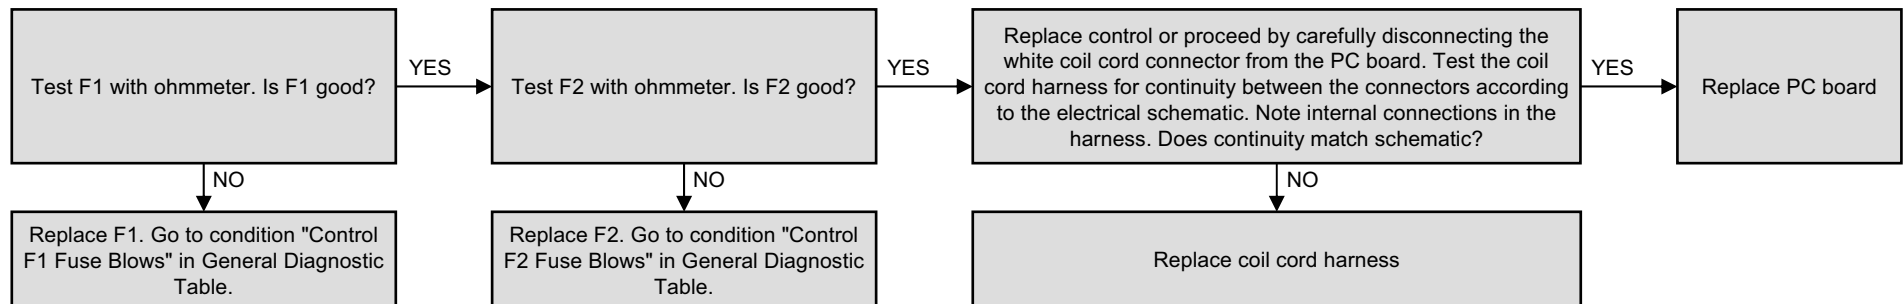 Test F1 with ohmmeter. Is F1 good?
YES
Test F2 with ohmmeter. Is F2 good?
YES
Replace control or proceed by carefully disconnecting the
white coil cord connector from the PC board. Test the coil
cord harness for continuity between the connectors according
to the electrical schematic. Note internal connections in the
harness. Does continuity match schematic?
YES
Replace PC board
NO
NO
NO
Replace F1. Go to condition "Control
F1 Fuse Blows" in General Diagnostic
Table.
Replace F2. Go to condition "Control
F2 Fuse Blows" in General Diagnostic
Table.
Replace coil cord harness